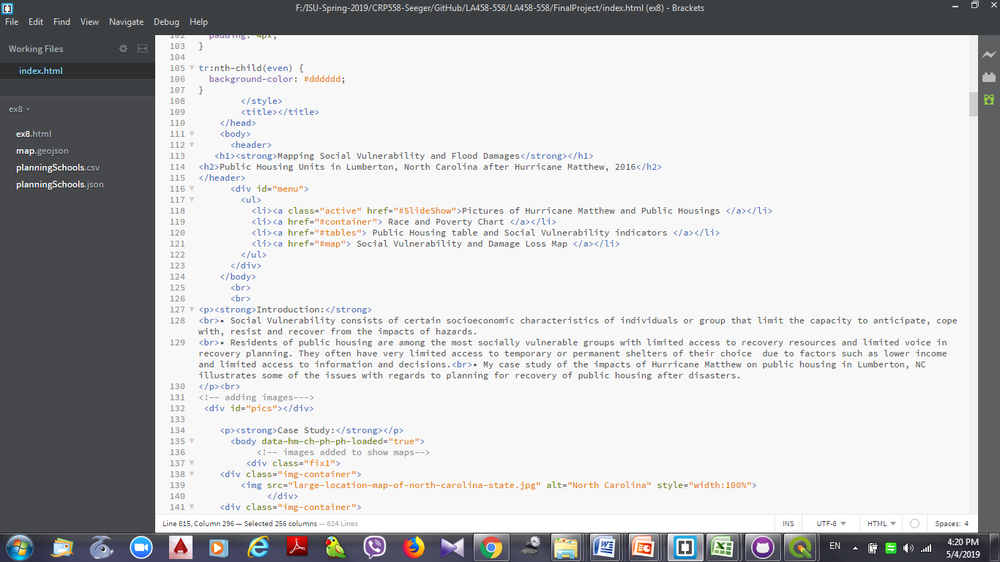 F:/ISU-Spring-2019/CRP558-Seeger/GitHub/LA458-558/LA458-558/FinalProject/index.html (ex8) - Brackets
File Edit Find View Navigate Debug Help
Working Files
index.html
ex8
ex8.html
map.geojson
planningSchools.csv
planningSchools.json
102 padding: 4px;
103 }
104
105 tr:nth-child(even) {
106 background-color: #dddddd;
107 }
108 </style>
109 <title></title>
110 </head>
111 <body>
112 <header>
113 <h1><strong>Mapping Social Vulnerability and Flood Damages</strong></h1>
114 <h2>Public Housing Units in Lumberton, North Carolina after Hurricane Matthew, 2016</h2>
115 </header>
116 <div id="menu">
117 <ul>
118 <li><a class="active" href="#SlideShow">Pictures of Hurricane Matthew and Public Housings </a></li>
119 <li><a href="#container"> Race and Poverty Chart </a></li>
120 <li><a href="#tables"> Public Housing table and Social Vulnerability indicators </a></li>
121 <li><a href="#map"> Social Vulnerability and Damage Loss Map </a></li>
122 </ul>
123 </div>
124 </body>
125 <br>
126 <br>
127 <p><strong>Introduction:</strong>
128 <br>• Social Vulnerability consists of certain socioeconomic characteristics of individuals or group that limit the capacity to anticipate, cope
with, resist and recover from the impacts of hazards.
129 <br>• Residents of public housing are among the most socially vulnerable groups with limited access to recovery resources and limited voice in
recovery planning. They often have very limited access to temporary or permanent shelters of their choice  due to factors such as lower income
and limited access to information and decisions.<br>• My case study of the impacts of Hurricane Matthew on public housing in Lumberton, NC
illustrates some of the issues with regards to planning for recovery of public housing after disasters.
130 </p><br>
131 <!-- adding images--->
132 <div id="pics"></div>
133
134 <p><strong>Case Study:</strong></p>
135 <body data-hm-ch-ph-ph-loaded="true">
136 <!-- images added to show maps-->
137 <div class="fix1">
138 <div class="img-container">
139 <img src="large-location-map-of-north-carolina-state.jpg" alt="North Carolina" style="width:100%">
140 </div>
141 <div class="img-container">
Line 815, Column 296 — Selected 256 columns — 824 Lines
INS UTF-8 HTML Spaces: 4
EN 4:20 PM
5/4/2019